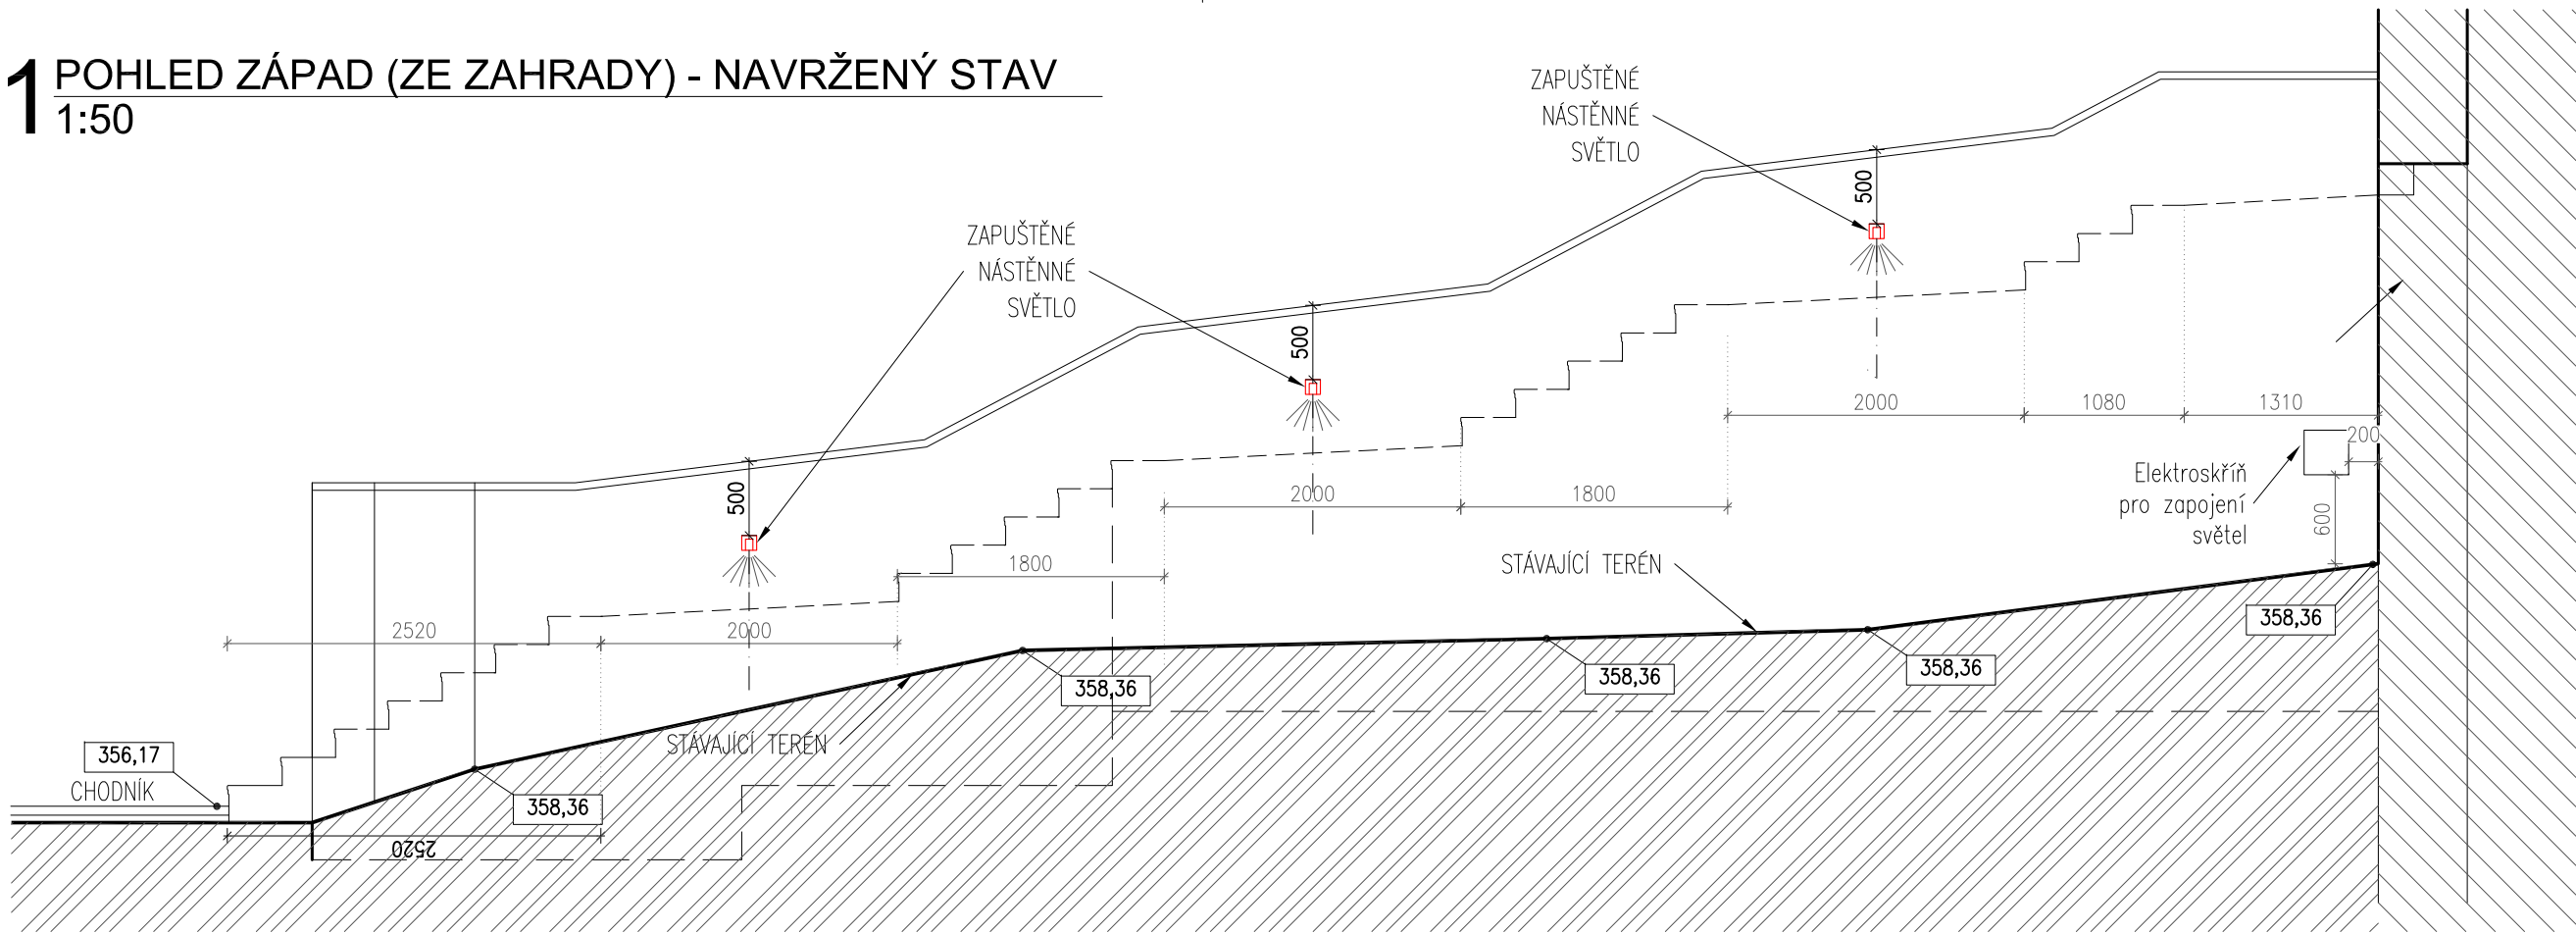 1 POHLED ZÁPAD (ZE ZAHRADY) - NAVRŽENÝ STAV
1:50
ZAPUŠTĚNÉ
NÁSTĚNNÉ
SVĚTLO
500
ZAPUŠTĚNÉ
NÁSTĚNNÉ
SVĚTLO
500
500
2000
1080
1310
200
Elektroskříň
pro zapojení
světel
600
2000
1800
1800
STÁVAJÍCÍ TERÉN
2520
2000
358,36
358,36
358,36
358,36
STÁVAJÍCÍ TERÉN
356,17
CHODNÍK
358,36
2520